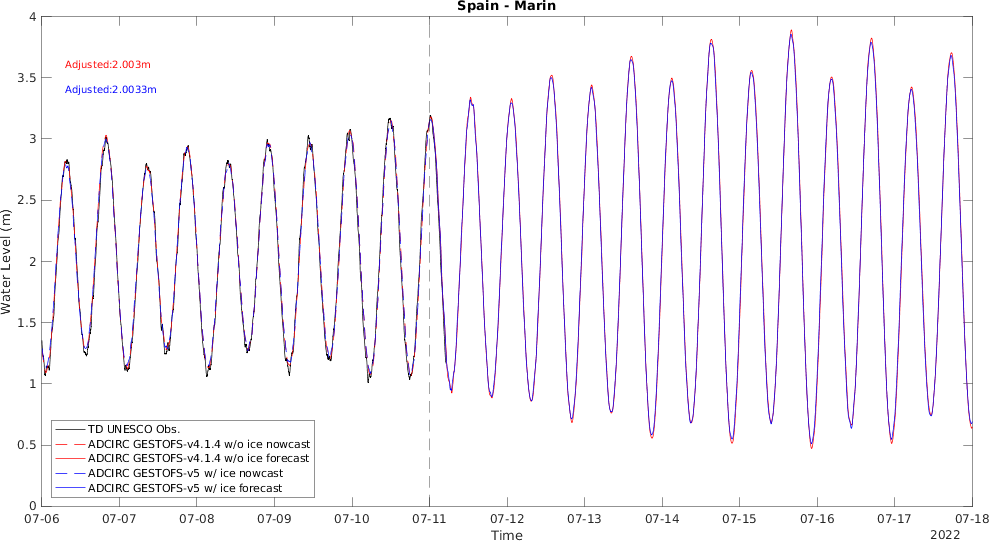 Spain - Marin
4
3.5
3
2.5
2
1.5
1
0.5
0
Water Level (m)
Adjusted:2.003m
Adjusted:2.0033m
TD UNESCO Obs.
ADCIRC GESTOFS-v4.1.4 w/o ice nowcast
ADCIRC GESTOFS-v4.1.4 w/o ice forecast
ADCIRC GESTOFS-v5 w/ ice nowcast
ADCIRC GESTOFS-v5 w/ ice forecast
07-06 07-07 07-08 07-09 07-10 07-11 07-12 07-13 07-14 07-15 07-16 07-17 07-18
Time
2022